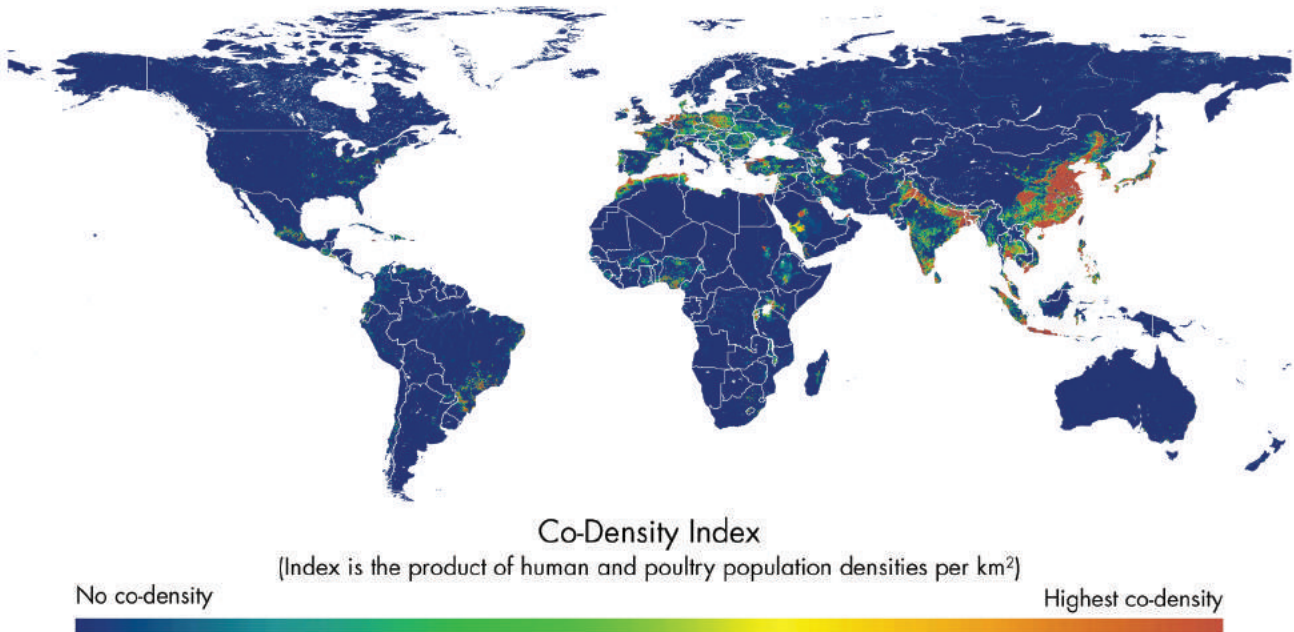 Co-Density Index
(Index is the product of human and poultry population densities per km²)
No co-density
Highest co-density